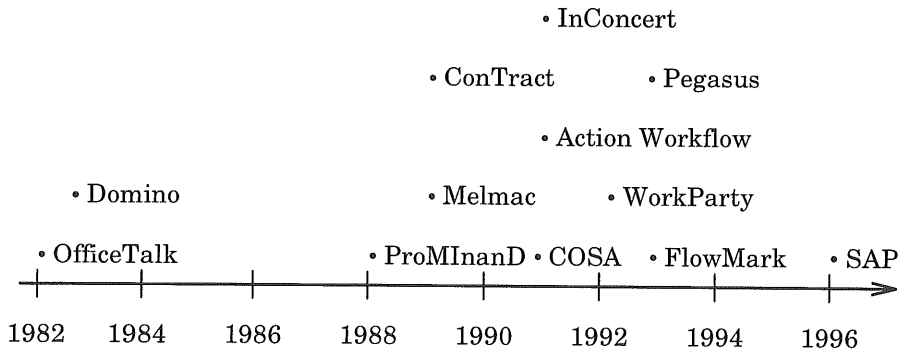 InConcert
ConTract Pegasus
Action Workflow
Domino Melmac WorkParty
OfficeTalk ProMInanD COSA FlowMark SAP
1982 1984 1986 1988 1990 1992 1994 1996